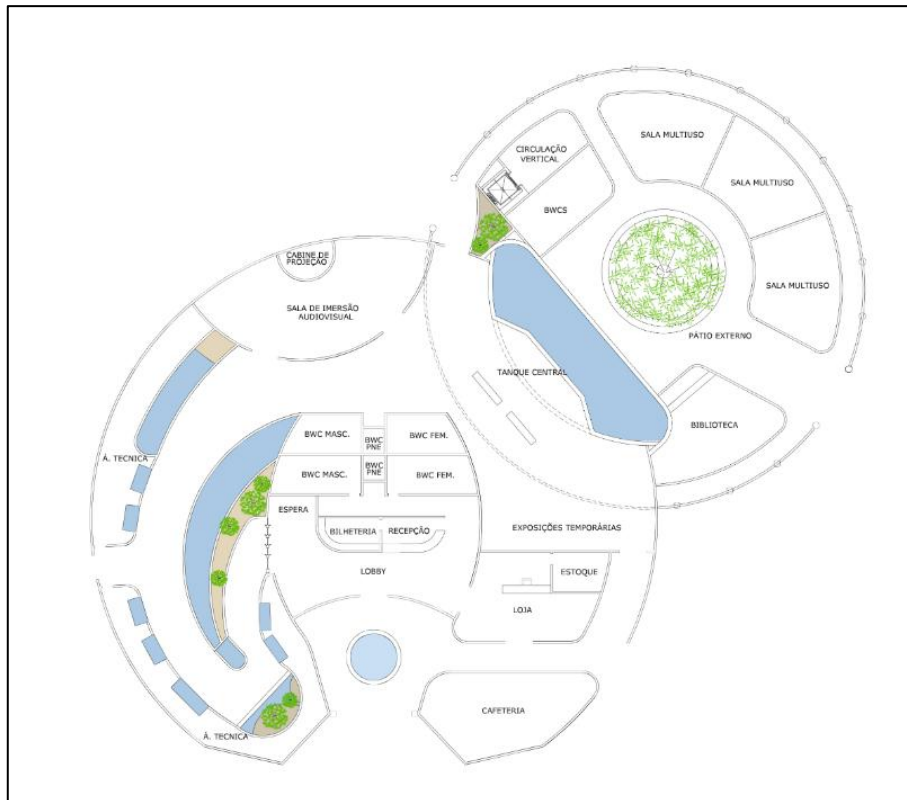 SALA MULTIUSO
CIRCULAÇÃO
VERTICAL
SALA MULTIUSO
BWCS
CABINE DE
PROJEÇÃO
SALA MULTIUSO
SALA DE IMERSÃO
AUDIOVISUAL
PÁTIO EXTERNO
TANQUE CENTRAL
BIBLIOTECA
BWC MASC.
BWC
PNE
BWC FEM.
Á. TECNICA
BWC MASC.
BWC
PNE
BWC FEM.
ESPERA
BILHETERIA
RECEPÇÃO
EXPOSIÇÕES TEMPORÁRIAS
LOBBY
ESTOQUE
LOJA
CAFETERIA
Á. TECNICA